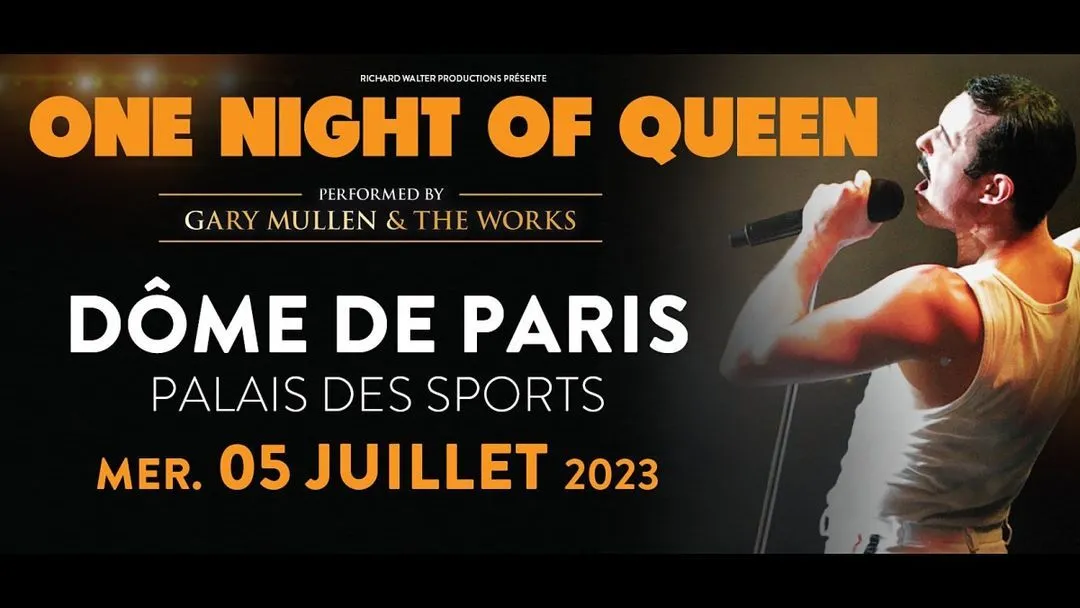 RICHARD WALTER PRODUCTIONS PRÉSENTE
ONE NIGHT OF QUEEN
PERFORMED BY
GARY MULLEN & THE WORKS
DÔME DE PARIS
PALAIS DES SPORTS
MER. 05 JUILLET 2023